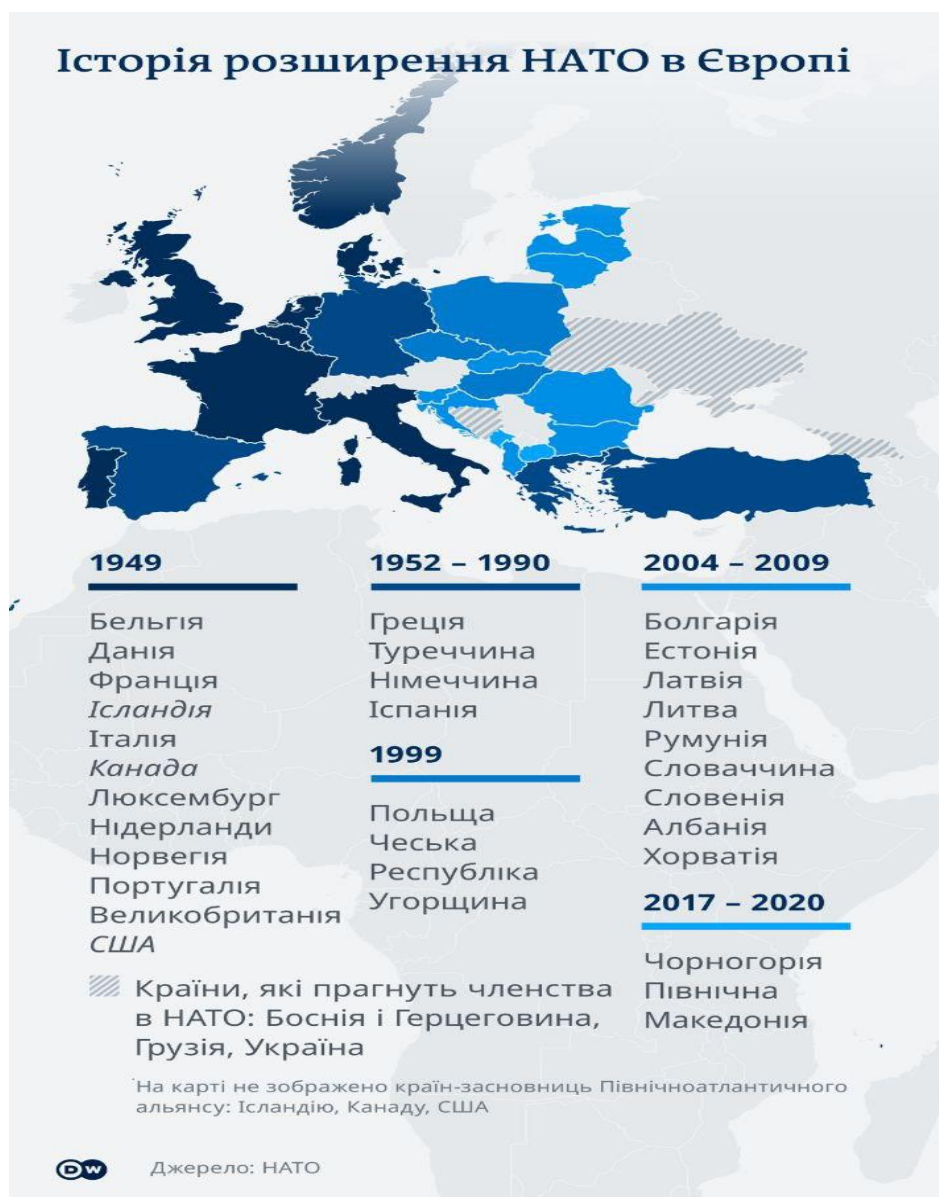 Історія розширення НАТО в Європі
1949
Бельгія
Данія
Франція
Ісландія
Італія
Канада
Люксембург
Нідерланди
Норвегія
Португалія
Великобританія
США
1952 – 1990
Греція
Туреччина
Німеччина
Іспанія
1999
Польща
Чеська
Республіка
Угорщина
2004 – 2009
Болгарія
Естонія
Латвія
Литва
Румунія
Словаччина
Словенія
Албанія
Хорватія
2017 – 2020
Чорногорія
Північна
Македонія
Країни, які прагнуть членства
в НАТО: Боснія і Герцеговина,
Грузія, Україна
На карті не зображено країн-засновниць Північноатлантичного
альянсу: Ісландію, Канаду, США
DW Джерело: НАТО